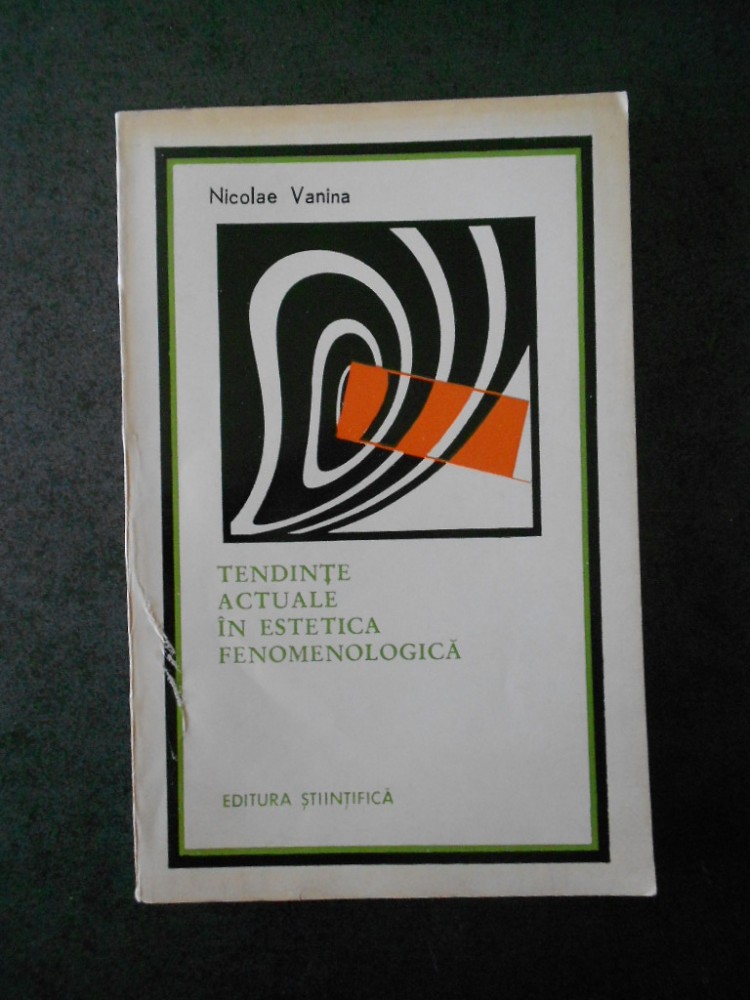 Nicolae Vanina
TENDINȚE
ACTUALE
ÎN ESTETICA
FENOMENOLOGICĂ
EDITURA ȘTIINȚIFICĂ